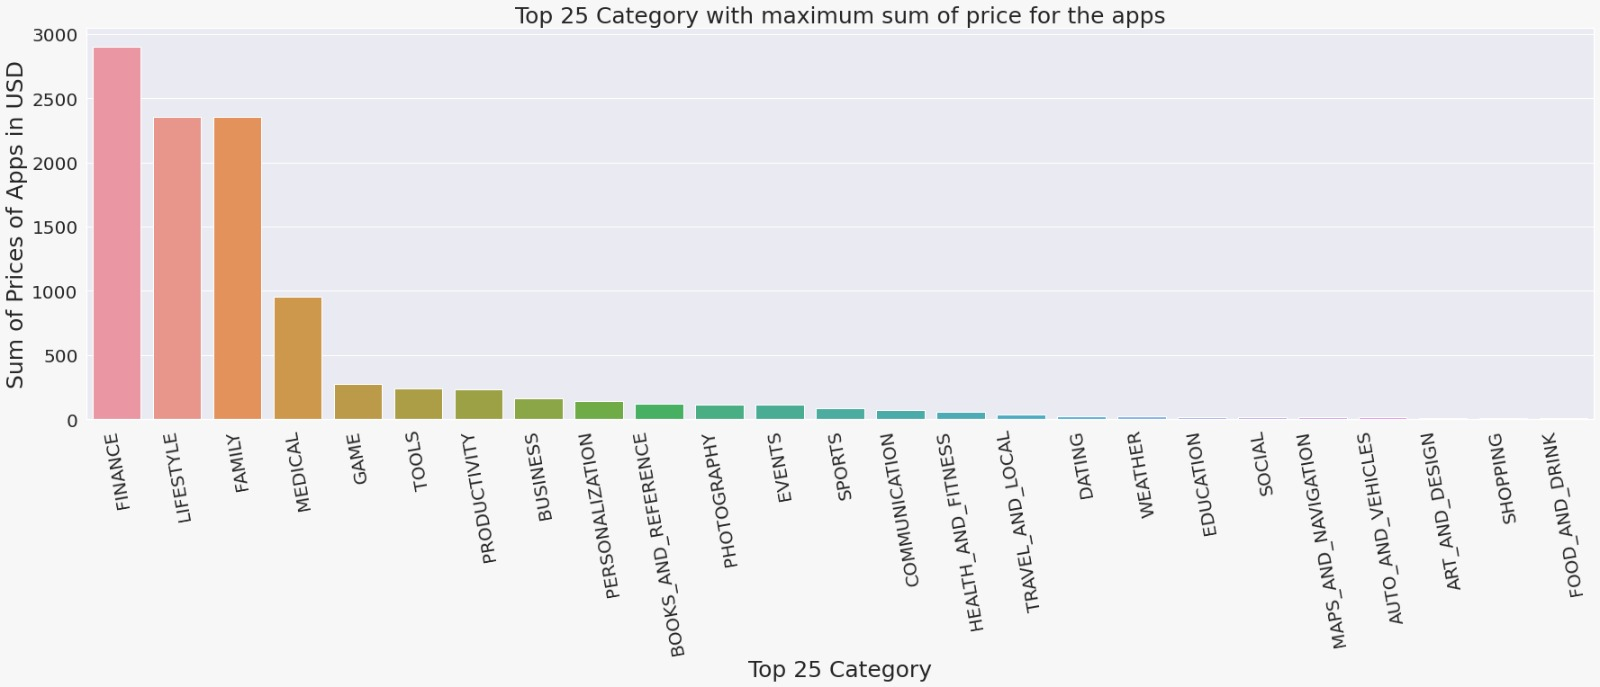 Top 25 Category with maximum sum of price for the apps
Sum of Prices of Apps in USD
3000
2500
2000
1500
1000
500
0
FINANCE
LIFESTYLE
FAMILY
MEDICAL
GAME
TOOLS
PRODUCTIVITY
BUSINESS
PERSONALIZATION
BOOKS_AND_REFERENCE
PHOTOGRAPHY
EVENTS
SPORTS
COMMUNICATION
HEALTH_AND_FITNESS
TRAVEL_AND_LOCAL
DATING
WEATHER
EDUCATION
SOCIAL
MAPS_AND_NAVIGATION
AUTO_AND_VEHICLES
ART_AND_DESIGN
SHOPPING
FOOD_AND_DRINK
Top 25 Category